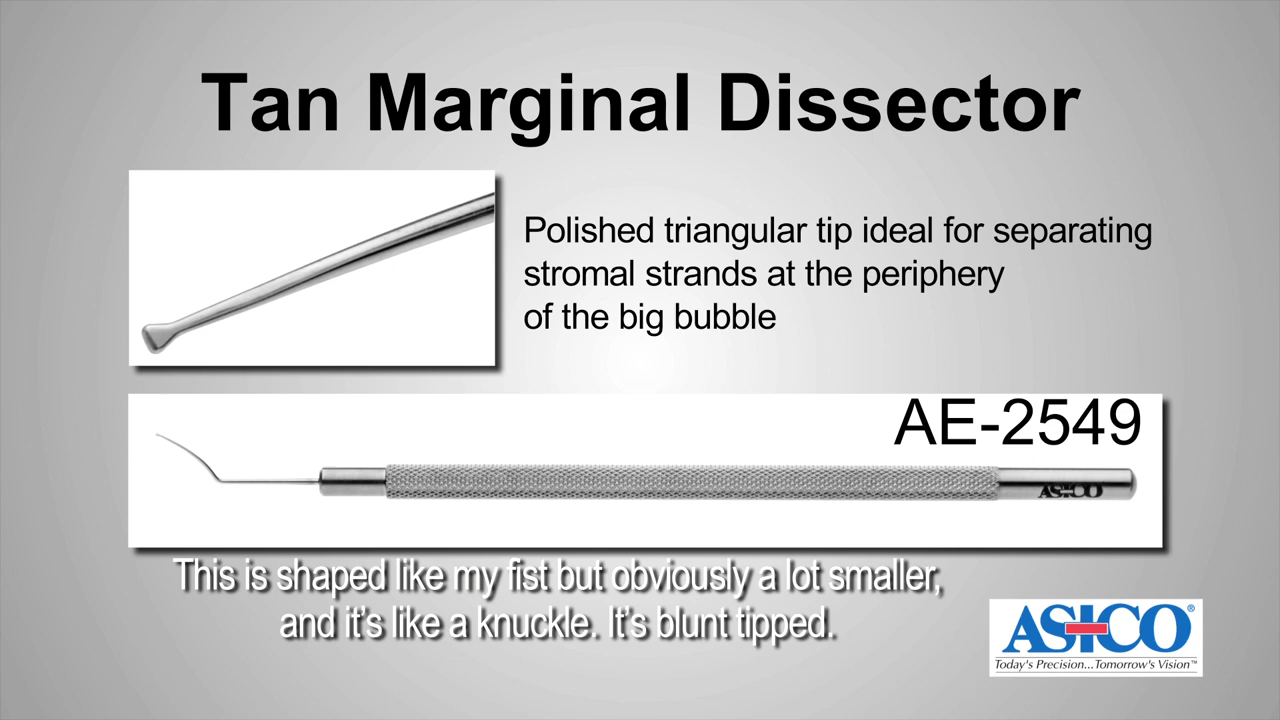 Tan Marginal Dissector
Polished triangular tip ideal for separating
stromal strands at the periphery
of the big bubble
AE-2549
ASICO
This is shaped like my fist but obviously a lot smaller,
and it's like a knuckle. It's blunt tipped.
ASICO®
Today's Precision...Tomorrow's Vision™